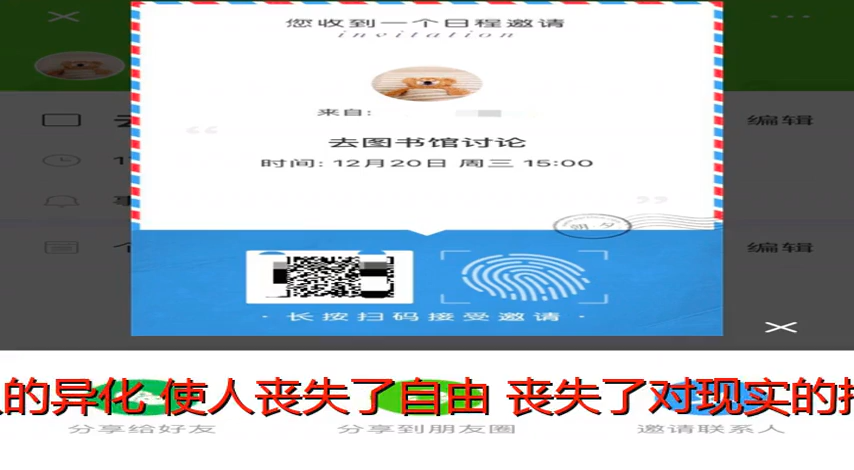 您收到一个日程邀请
invitation
来自:
去图书馆讨论
时间: 12月20日 周三 15:00
朝夕
编辑
编辑
长按扫码接受邀请
的异化 使人丧失了自由 丧失了对现实的
分享给好友
分享到朋友圈
邀请联系人